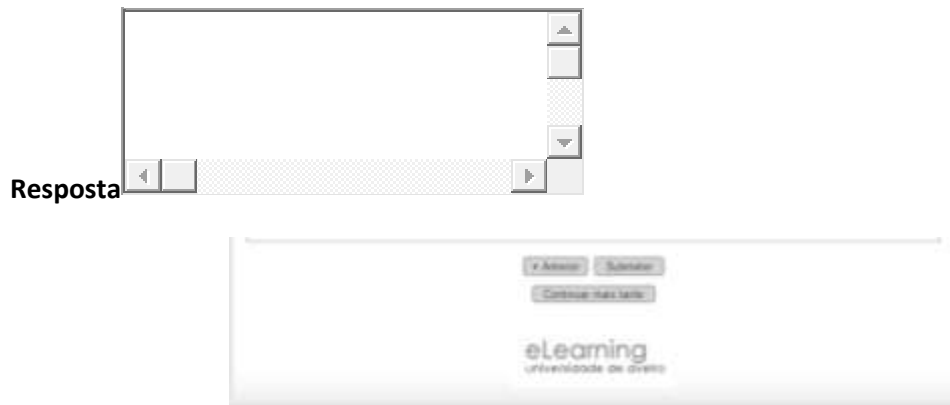 Resposta
« Anterior Submeter
Continuar mais tarde
eLearning
universidade de aveiro